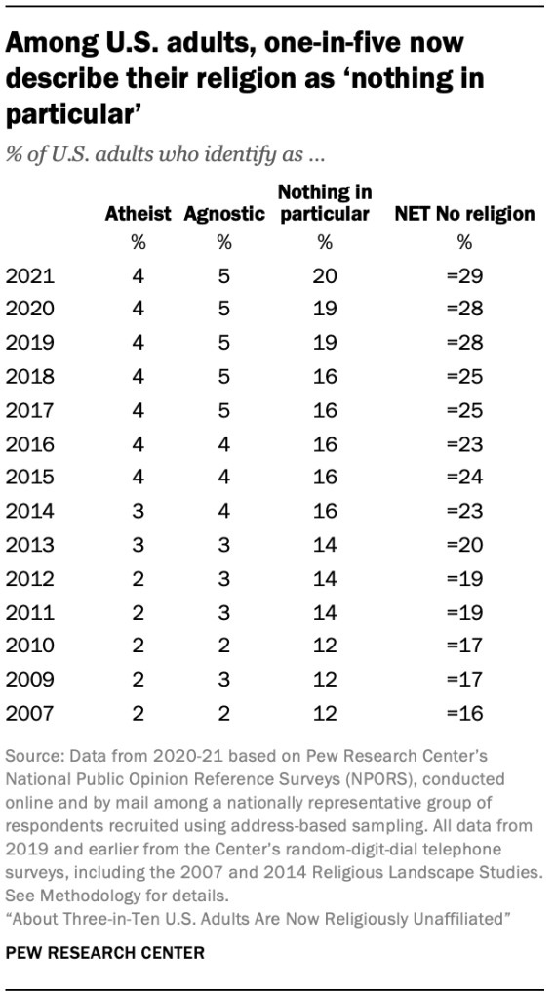 Among U.S. adults, one-in-five now
describe their religion as ‘nothing in
particular’
% of U.S. adults who identify as ...
Atheist Agnostic Nothing in particular NET No religion
% % % %
2021 4 5 20 =29
2020 4 5 19 =28
2019 4 5 19 =28
2018 4 5 16 =25
2017 4 5 16 =25
2016 4 4 16 =23
2015 4 4 16 =24
2014 3 4 16 =23
2013 3 3 14 =20
2012 2 3 14 =19
2011 2 3 14 =19
2010 2 2 12 =17
2009 2 3 12 =17
2007 2 2 12 =16
Source: Data from 2020-21 based on Pew Research Center’s
National Public Opinion Reference Surveys (NPORS), conducted
online and by mail among a nationally representative group of
respondents recruited using address-based sampling. All data from
2019 and earlier from the Center’s random-digit-dial telephone
surveys, including the 2007 and 2014 Religious Landscape Studies.
See Methodology for details.
“About Three-in-Ten U.S. Adults Are Now Religiously Unaffiliated”
PEW RESEARCH CENTER